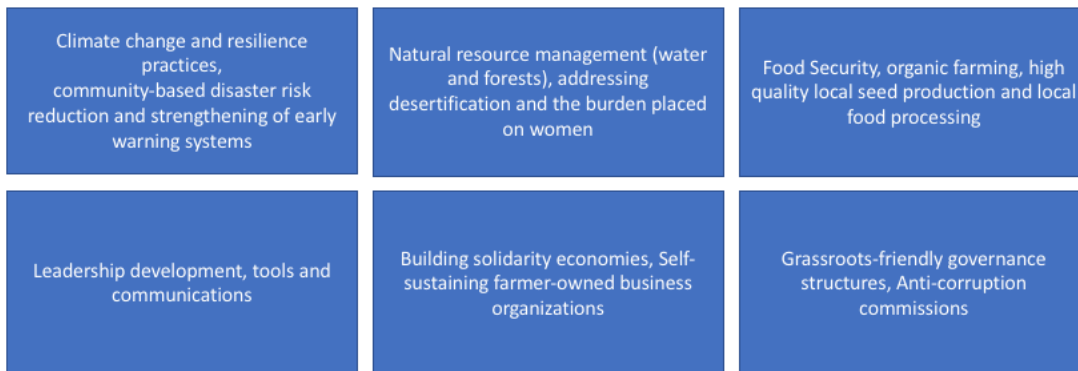 Climate change and resilience
practices,
community-based disaster risk
reduction and strengthening of early
warning systems
Natural resource management (water
and forests), addressing
desertification and the burden placed
on women
Food Security, organic farming, high
quality local seed production and local
food processing
Leadership development, tools and
communications
Building solidarity economies, Self-
sustaining farmer-owned business
organizations
Grassroots-friendly governance
structures, Anti-corruption
commissions